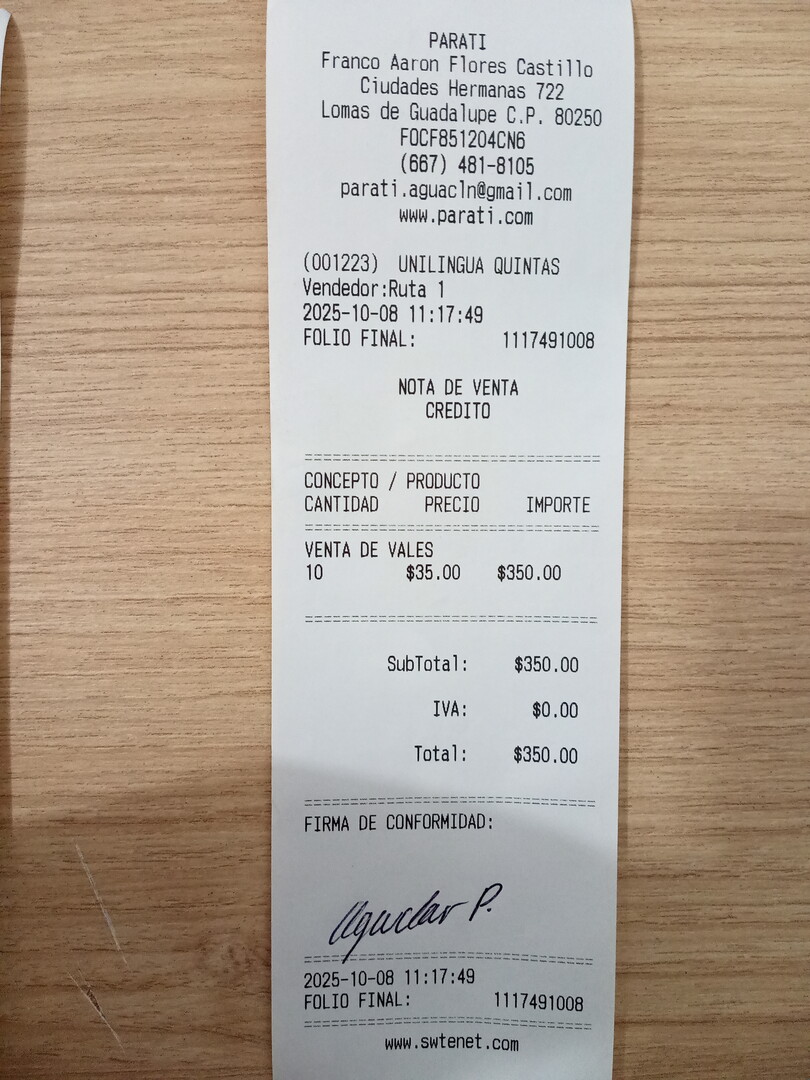 PARATI
Franco Aaron Flores Castillo
Ciudades Hermanas 722
Lomas de Guadalupe C.P. 80250
FOCF851204CN6
(667) 481-8105
parati.aguacln@gmail.com
www.parati.com
(001223) UNILINGUA QUINTAS
Vendedor:Ruta 1
2025-10-08 11:17:49
FOLIO FINAL: 1117491008
NOTA DE VENTA
CREDITO
CONCEPTO / PRODUCTO
CANTIDAD PRECIO IMPORTE
VENTA DE VALES
10 $35.00 $350.00
SubTotal: $350.00
IVA: $0.00
Total: $350.00
FIRMA DE CONFORMIDAD:
Aguilar P.
2025-10-08 11:17:49
FOLIO FINAL: 1117491008
www.swtenet.com